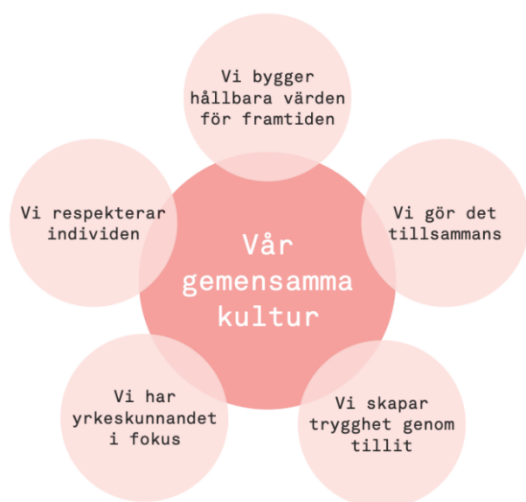 Vi bygger
hållbara värden
för framtiden
Vi respekterar
individen
Vi gör det
tillsammans
Vår
gemensamma
kultur
Vi har
yrkeskunnandet
i fokus
Vi skapar
trygghet genom
tillit